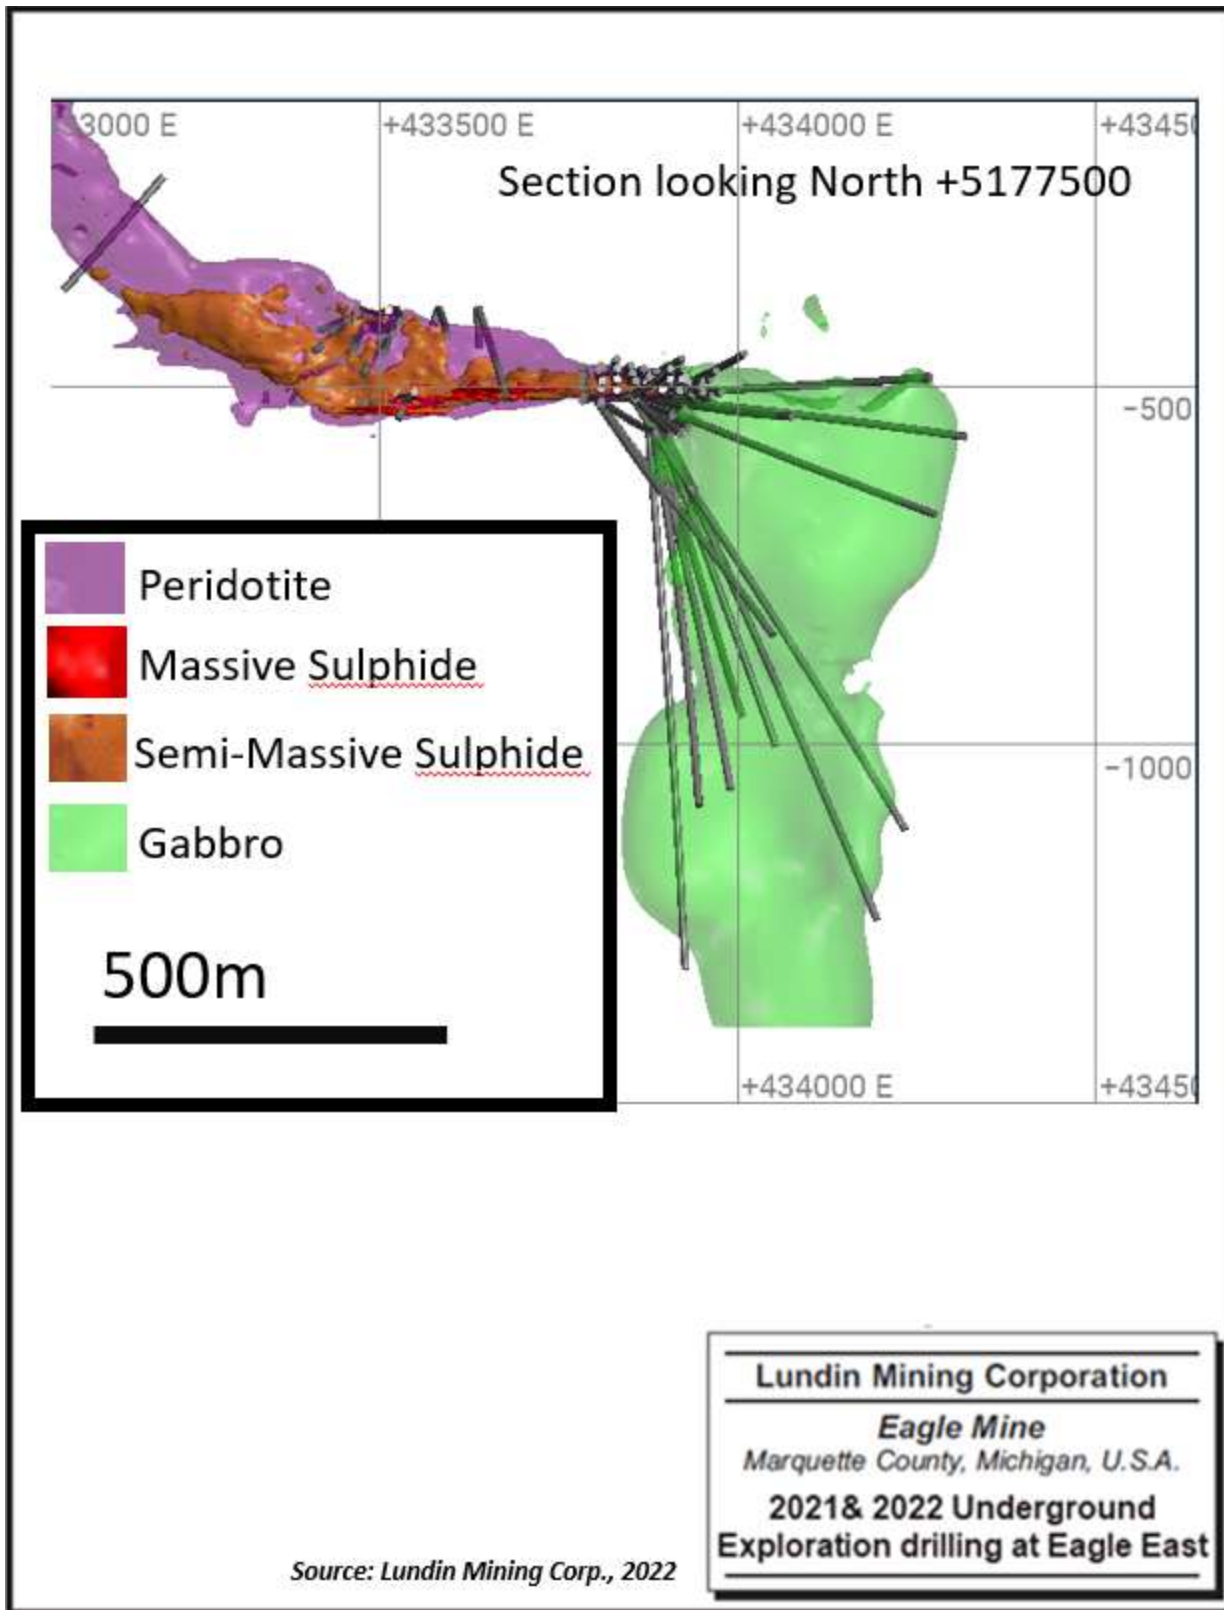 3000 E
+433500 E
+434000 E
+43450
Section looking North +5177500
-500
Peridotite
Massive Sulphide
Semi-Massive Sulphide
Gabbro
500m
-1000
+434000 E
+43450
Lundin Mining Corporation
Eagle Mine
Marquette County, Michigan, U.S.A.
2021& 2022 Underground
Exploration drilling at Eagle East
Source: Lundin Mining Corp., 2022